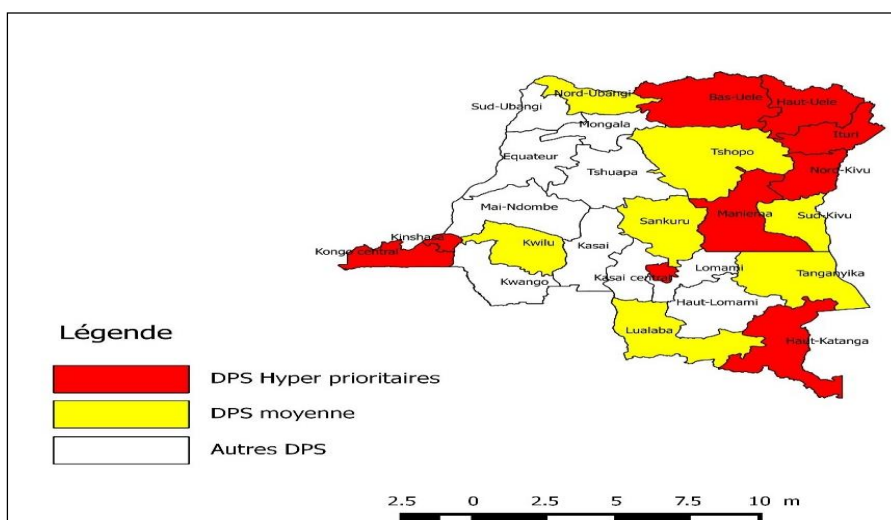 Nord-Ubangi
Sud-Ubangi
Bas-Uele
Haut-Uele
Mongala
Ituri
Equateur
Tshopo
Tshuapa
Nord-Kivu
Mai-Ndombe
Maniema
Sud-Kivu
Sankuru
Kinshasa
Kwilu
Kasai
Kongo central
Lomami
Tanganyika
Kasai central
Kwango
Haut-Lomami
Lualaba
Haut-Katanga
Légende
DPS Hyper prioritaires
DPS moyenne
Autres DPS
2.5 0 2.5 5 7.5 10 m